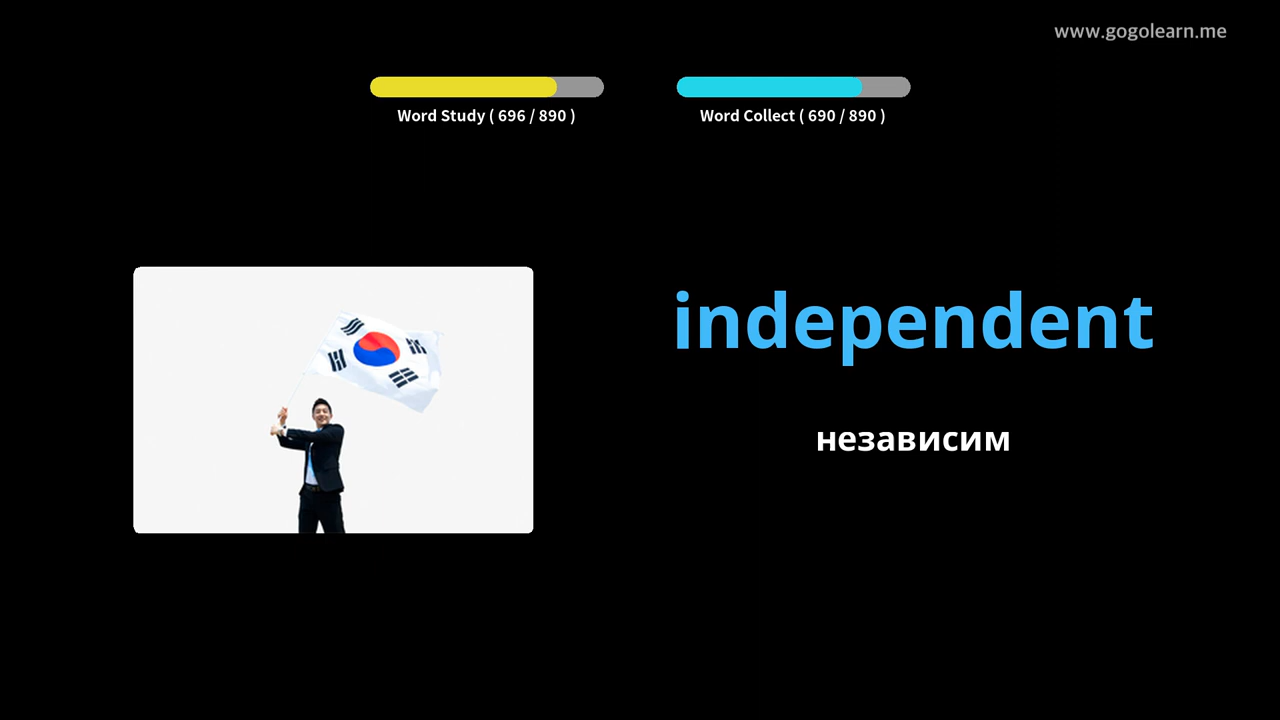 www.gogolearn.me
Word Study ( 696 / 890 )
Word Collect ( 690 / 890 )
independent
независим